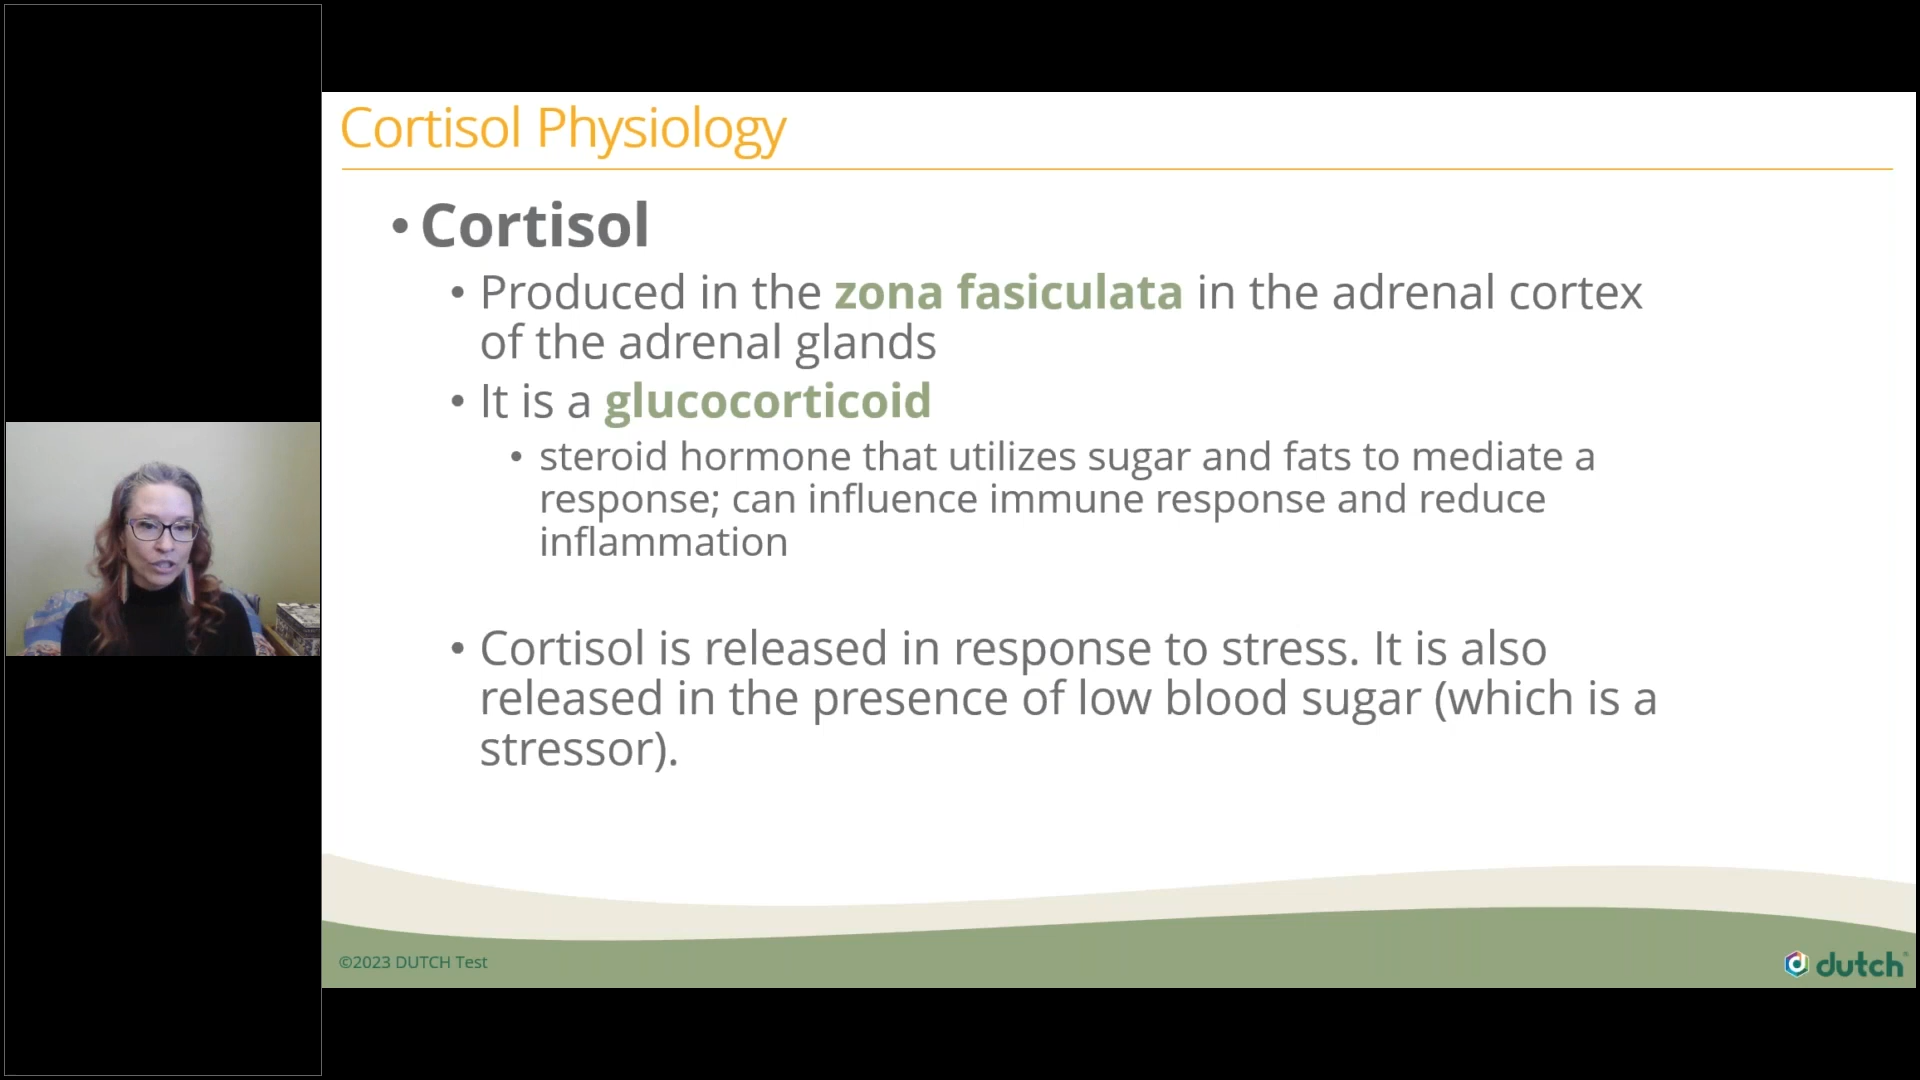 Cortisol Physiology
• Cortisol
• Produced in the zona fasiculata in the adrenal cortex
of the adrenal glands
• It is a glucocorticoid
• steroid hormone that utilizes sugar and fats to mediate a
response; can influence immune response and reduce
inflammation
• Cortisol is released in response to stress. It is also
released in the presence of low blood sugar (which is a
stressor).
©2023 DUTCH Test
dutch